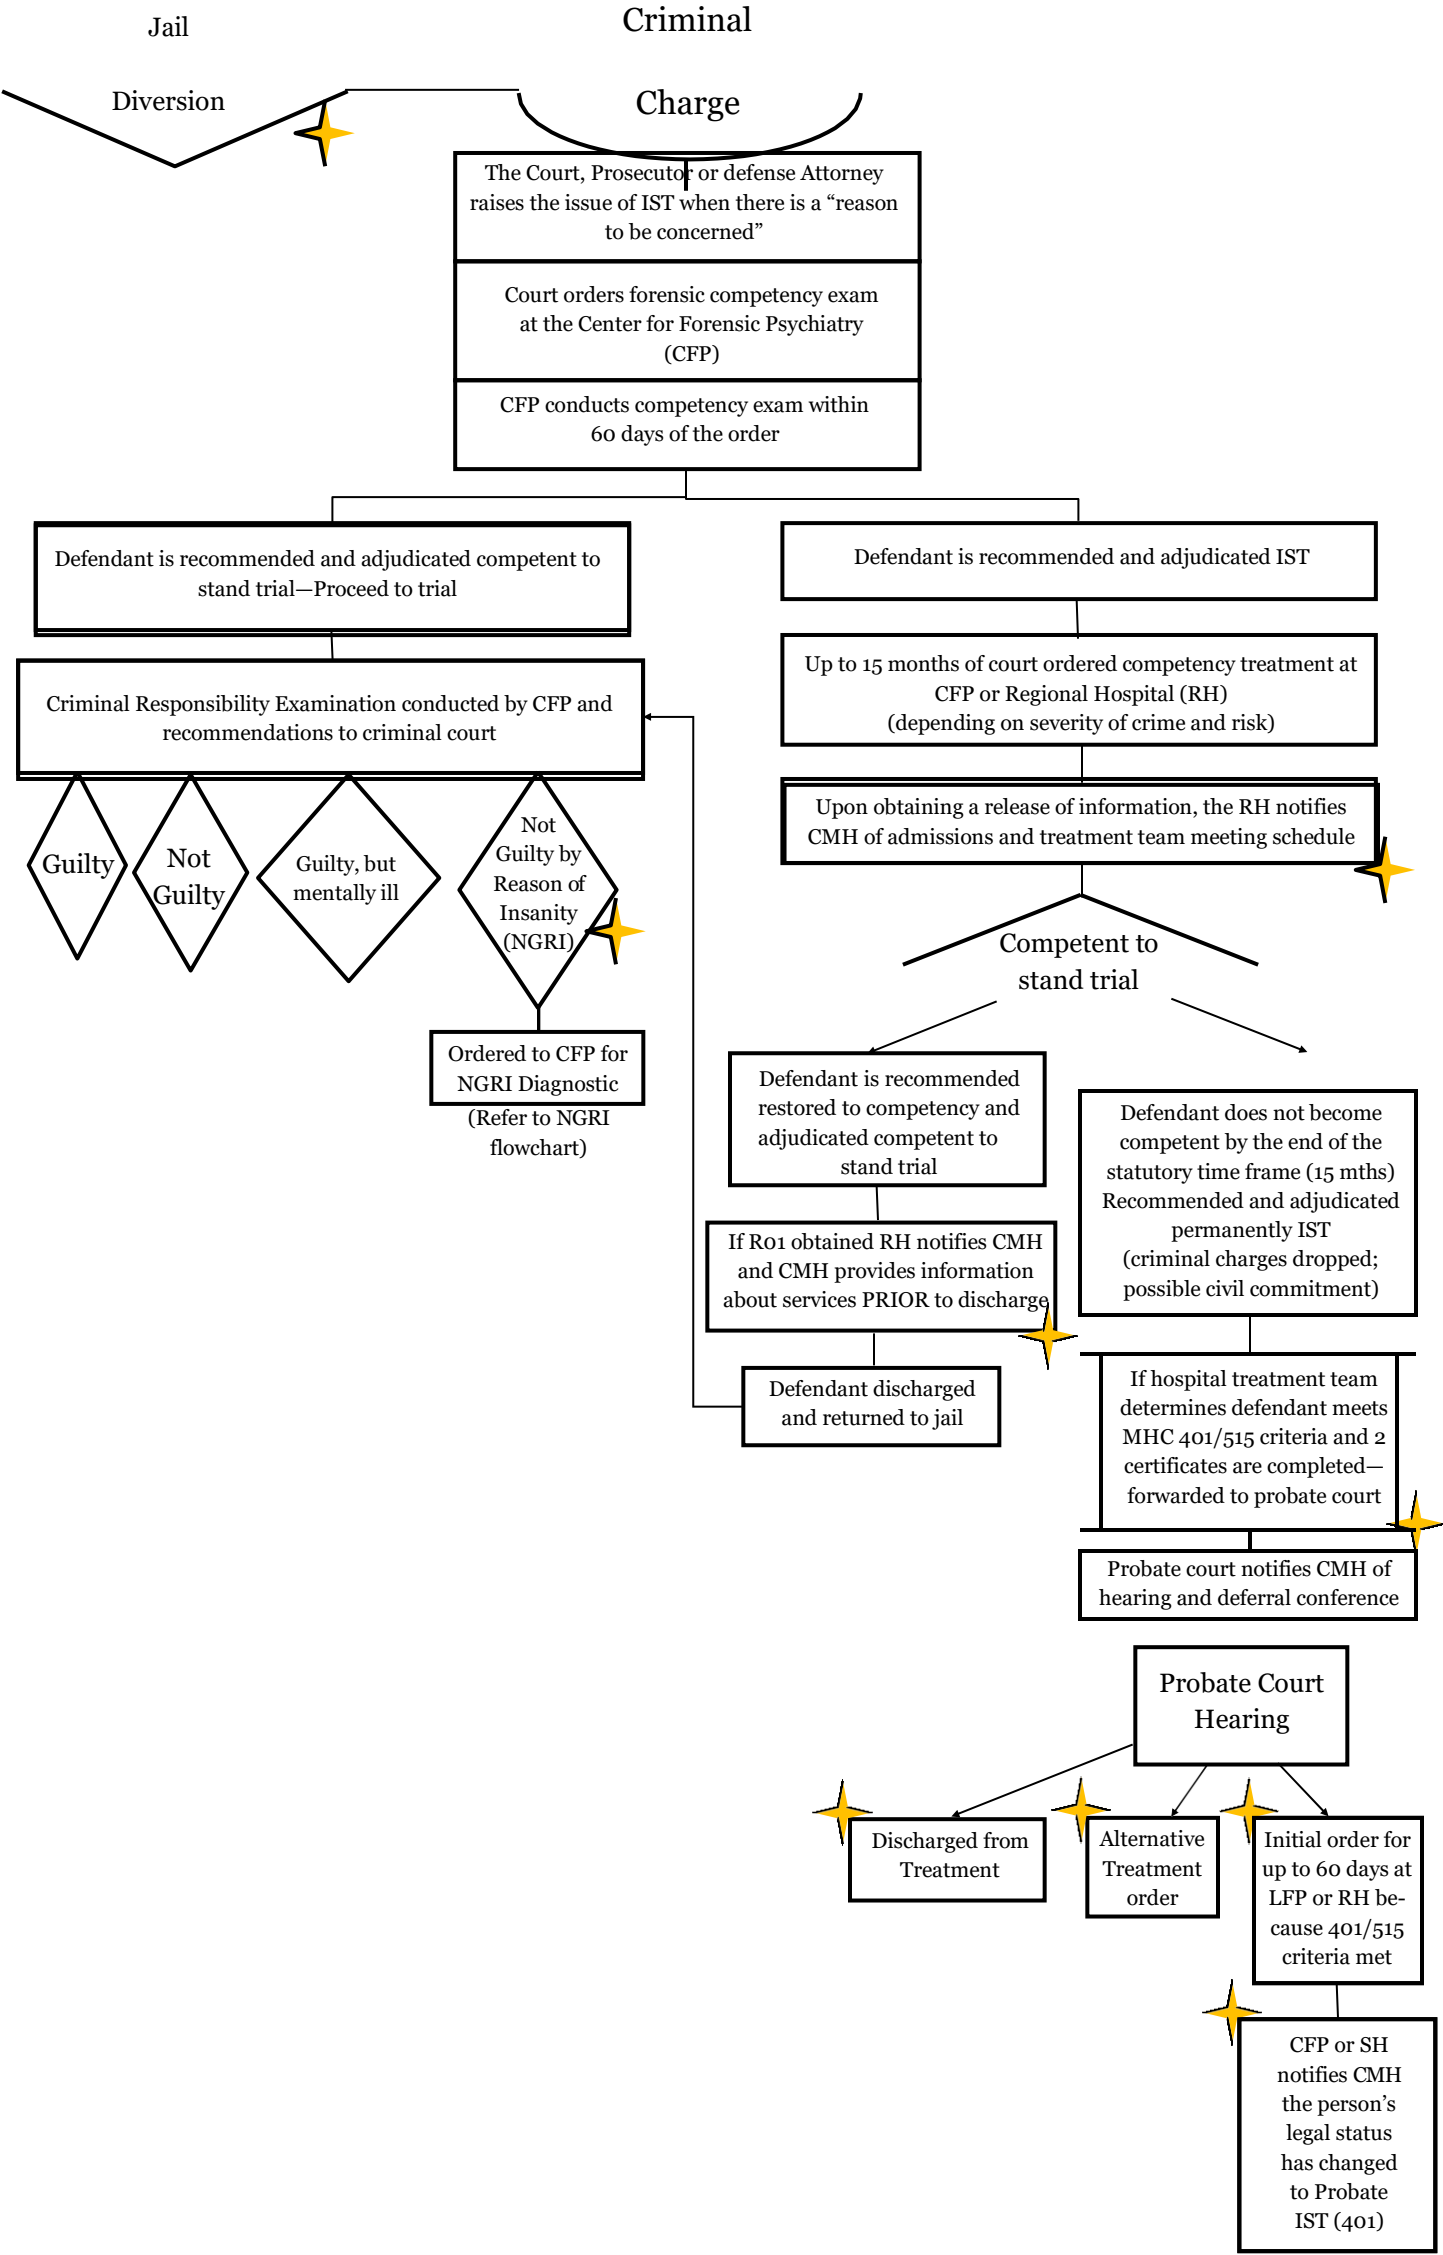 Jail
Diversion
Criminal
Charge
The Court, Prosecutor or defense Attorney
raises the issue of IST when there is a “reason
to be concerned”
Court orders forensic competency exam
at the Center for Forensic Psychiatry
(CFP)
CFP conducts competency exam within
60 days of the order
Defendant is recommended and adjudicated competent to
stand trial—Proceed to trial
Criminal Responsibility Examination conducted by CFP and
recommendations to criminal court
Guilty
Not
Guilty
Guilty, but
mentally ill
Not
Guilty by
Reason of
Insanity
(NGRI)
Ordered to CFP for
NGRI Diagnostic
(Refer to NGRI
flowchart)
Defendant is recommended and adjudicated IST
Up to 15 months of court ordered competency treatment at
CFP or Regional Hospital (RH)
(depending on severity of crime and risk)
Upon obtaining a release of information, the RH notifies
CMH of admissions and treatment team meeting schedule
Competent to
stand trial
Defendant is recommended
restored to competency and
adjudicated competent to
stand trial
If R01 obtained RH notifies CMH
and CMH provides information
about services PRIOR to discharge
Defendant discharged
and returned to jail
Defendant does not become
competent by the end of the
statutory time frame (15 mths)
Recommended and adjudicated
permanently IST
(criminal charges dropped;
possible civil commitment)
If hospital treatment team
determines defendant meets
MHC 401/515 criteria and 2
certificates are completed—
forwarded to probate court
Probate court notifies CMH of
hearing and deferral conference
Probate Court
Hearing
Discharged from
Treatment
Alternative
Treatment
order
Initial order for
up to 60 days at
LFP or RH be-
cause 401/515
criteria met
CFP or SH
notifies CMH
the person’s
legal status
has changed
to Probate
IST (401)